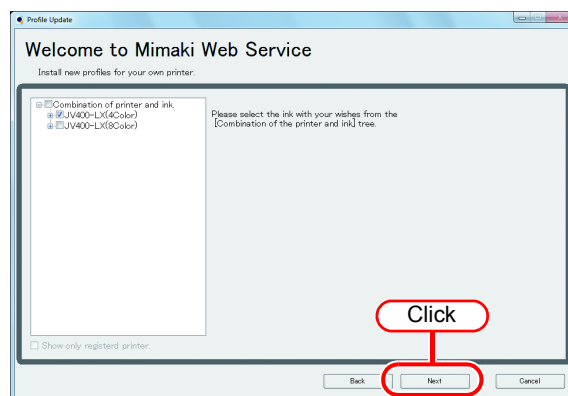 Profile Update
Welcome to Mimaki Web Service
Install new profiles for your own printer.
Combination of printer and ink.
JV400-LX(4Color)
JV400-LX(8Color)
Please select the ink with your wishes from the
[Combination of the printer and ink] tree.
Click
Show only registerd printer.
Back
Next
Cancel